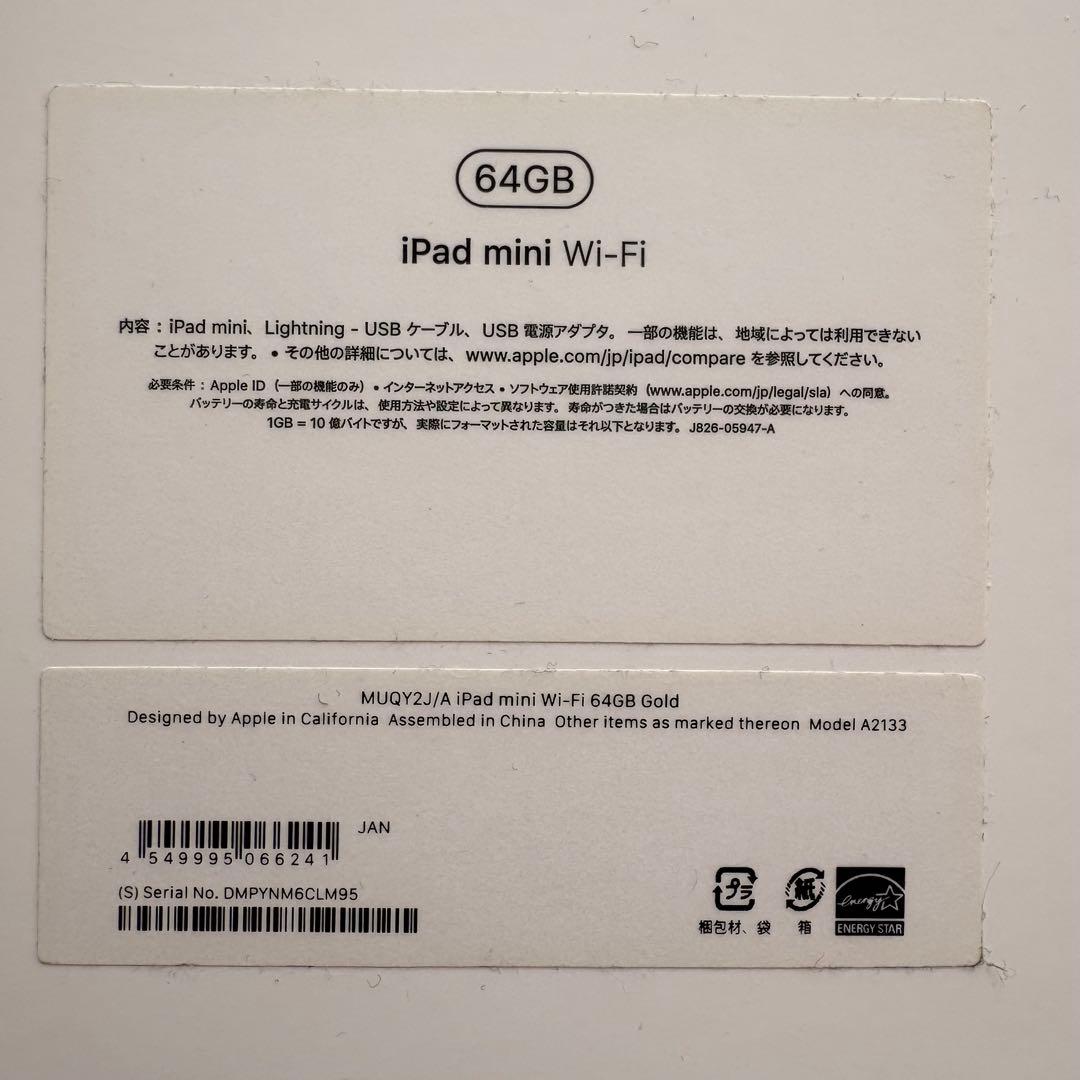 64GB
iPad mini Wi-Fi
内容：iPad mini、Lightning - USB ケーブル、USB 電源アダプタ。一部の機能は、地域によっては利用できない
ことがあります。• その他の詳細については、www.apple.com/jp/ipad/compare を参照してください。
必要条件：Apple ID（一部の機能のみ）• インターネットアクセス • ソフトウェア使用許諾契約（www.apple.com/jp/legal/sla）への同意。
バッテリーの寿命と充電サイクルは、使用方法や設定によって異なります。寿命がつきた場合はバッテリーの交換が必要になります。
1GB = 10 億バイトですが、実際にフォーマットされた容量はそれ以下となります。J826-05947-A
MUQY2J/A iPad mini Wi-Fi 64GB Gold
Designed by Apple in California Assembled in China Other items as marked thereon Model A2133
JAN
4 549995 066241
(S) Serial No. DMPYNM6CLM95
プラ
紙
energy
梱包材、袋
箱
ENERGY STAR